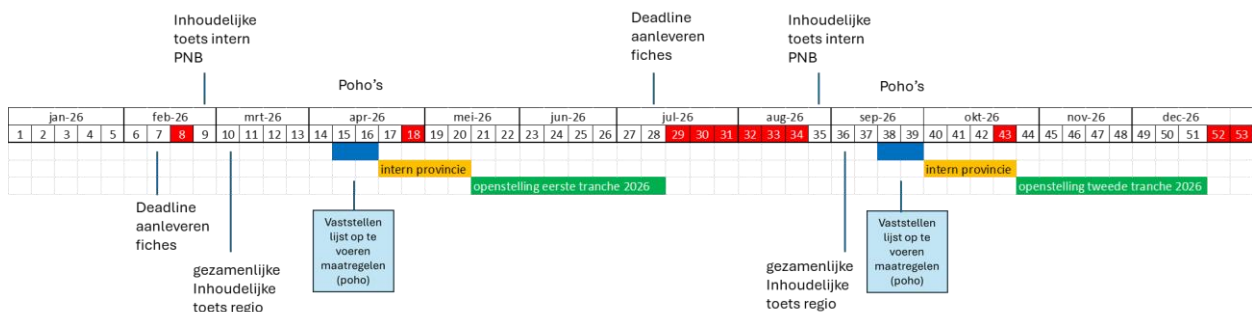 Inhoudelijke
toets intern
PNB
Poho's
Deadline
aanleveren
fiches
Inhoudelijke
toets intern
PNB
Poho's
jan-26 feb-26 mrt-26 apr-26 mei-26 jun-26 jul-26 aug-26 sep-26 okt-26 nov-26 dec-26
1 2 3 4 5 6 7 8 9 10 11 12 13 14 15 16 17 18 19 20 21 22 23 24 25 26 27 28 29 30 31 32 33 34 35 36 37 38 39 40 41 42 43 44 45 46 47 48 49 50 51 52 53
intern provincie intern provincie
openstelling eerste tranche 2026 openstelling tweede tranche 2026
Deadline
aanleveren
fiches
gezamenlijke
Inhoudelijke
toets regio
Vaststellen
lijst op te
voeren
maatregelen
(poho)
gezamenlijke
Inhoudelijke
toets regio
Vaststellen
lijst op te
voeren
maatregelen
(poho)